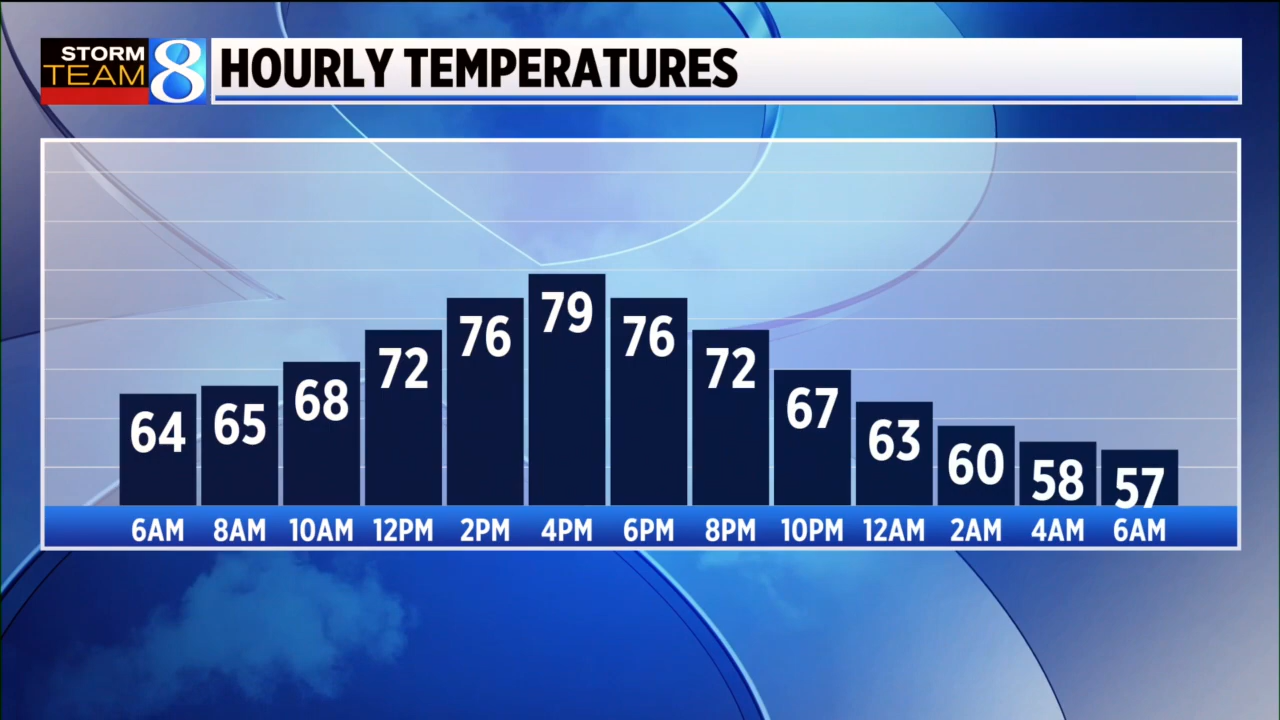 STORM
TEAM 8
HOURLY TEMPERATURES
64 65 68 72 76 79 76 72 67 63 60 58 57
6AM 8AM 10AM 12PM 2PM 4PM 6PM 8PM 10PM 12AM 2AM 4AM 6AM